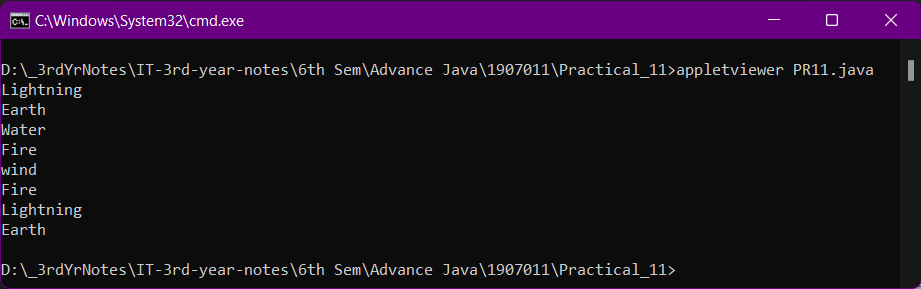 C:\Windows\System32\cmd.exe
D:\_3rdYrNotes\IT-3rd-year-notes\6th Sem\Advance Java\1907011\Practical_11>appletviewer PR11.java
Lightning
Earth
Water
Fire
wind
Fire
Lightning
Earth
D:\_3rdYrNotes\IT-3rd-year-notes\6th Sem\Advance Java\1907011\Practical_11>